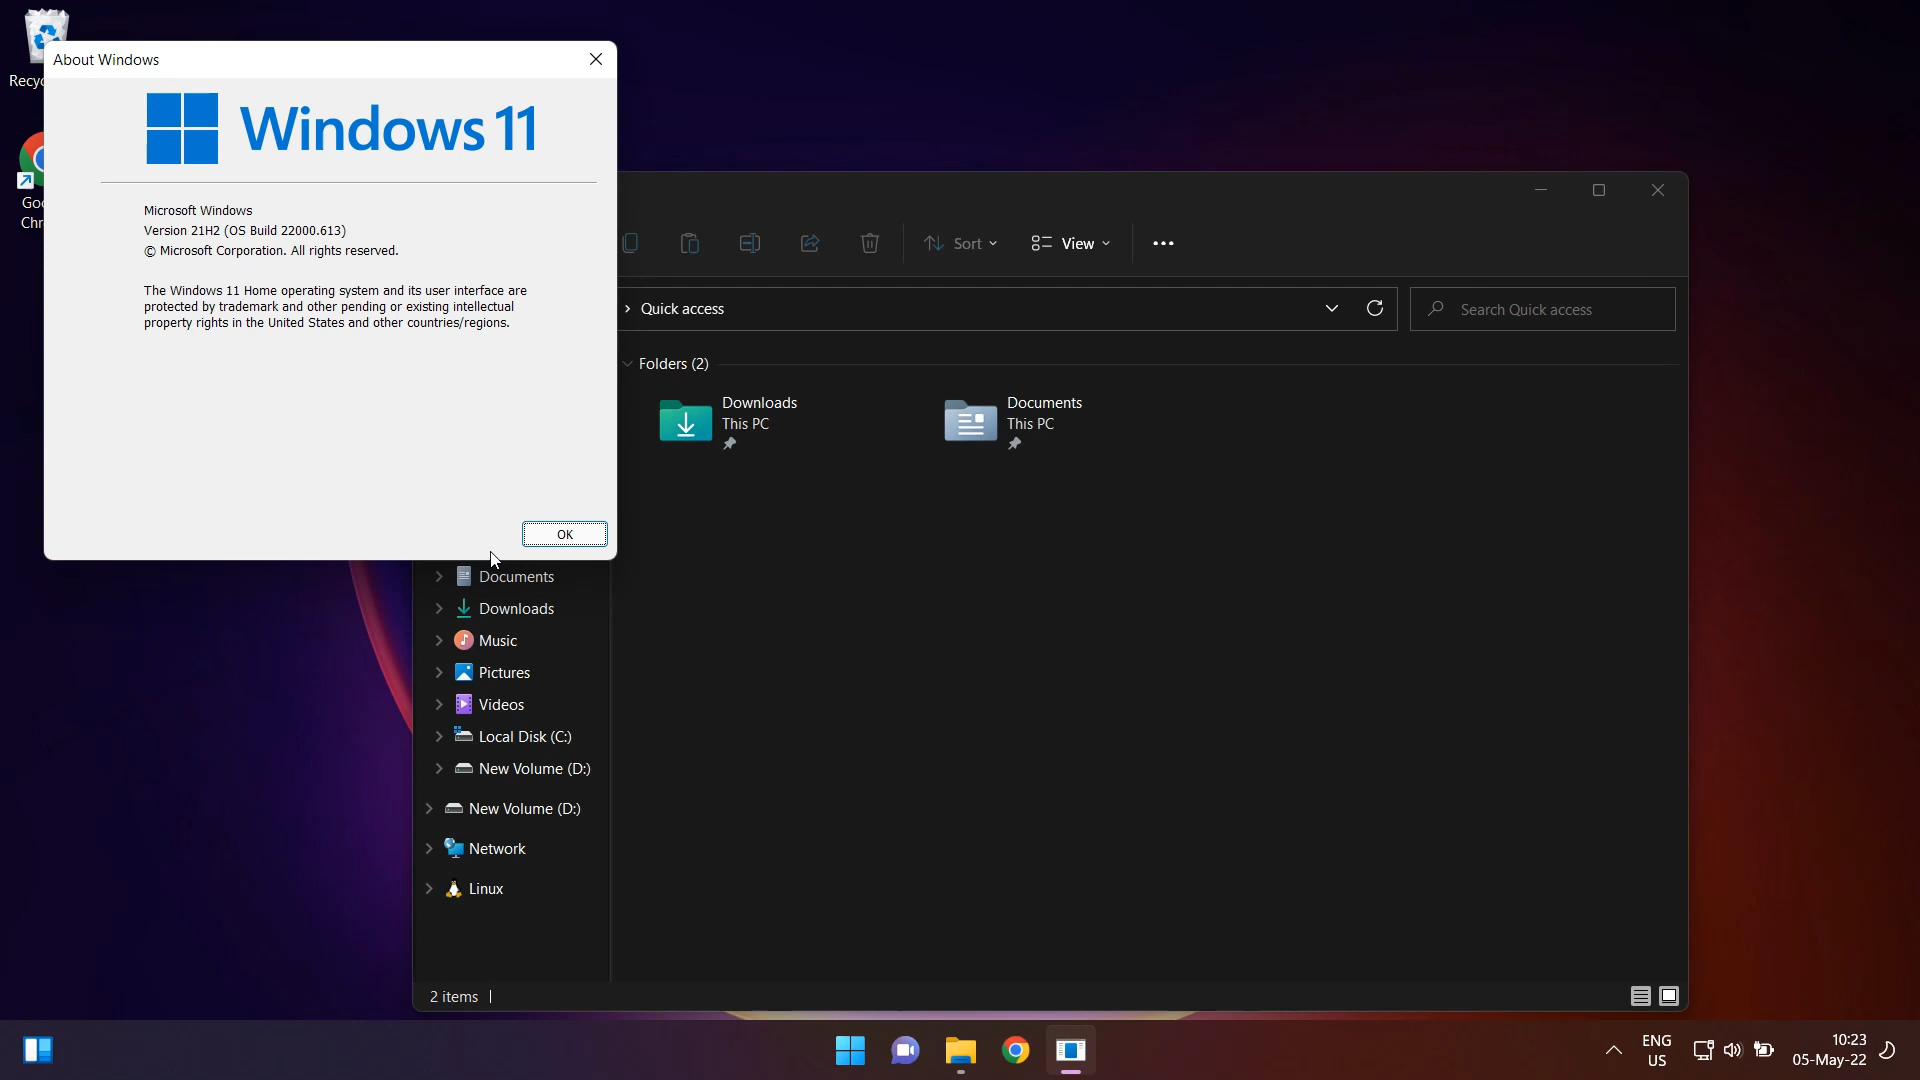 Recyc
Goo
Chr
About Windows
Windows 11
Microsoft Windows
Version 21H2 (OS Build 22000.613)
© Microsoft Corporation. All rights reserved.
The Windows 11 Home operating system and its user interface are
protected by trademark and other pending or existing intellectual
property rights in the United States and other countries/regions.
OK
Sort
View
Quick access
Search Quick access
Folders (2)
Downloads
This PC
Documents
This PC
Documents
Downloads
Music
Pictures
Videos
Local Disk (C:)
New Volume (D:)
New Volume (D:)
Network
Linux
2 items
ENG
US
10:23
05-May-22